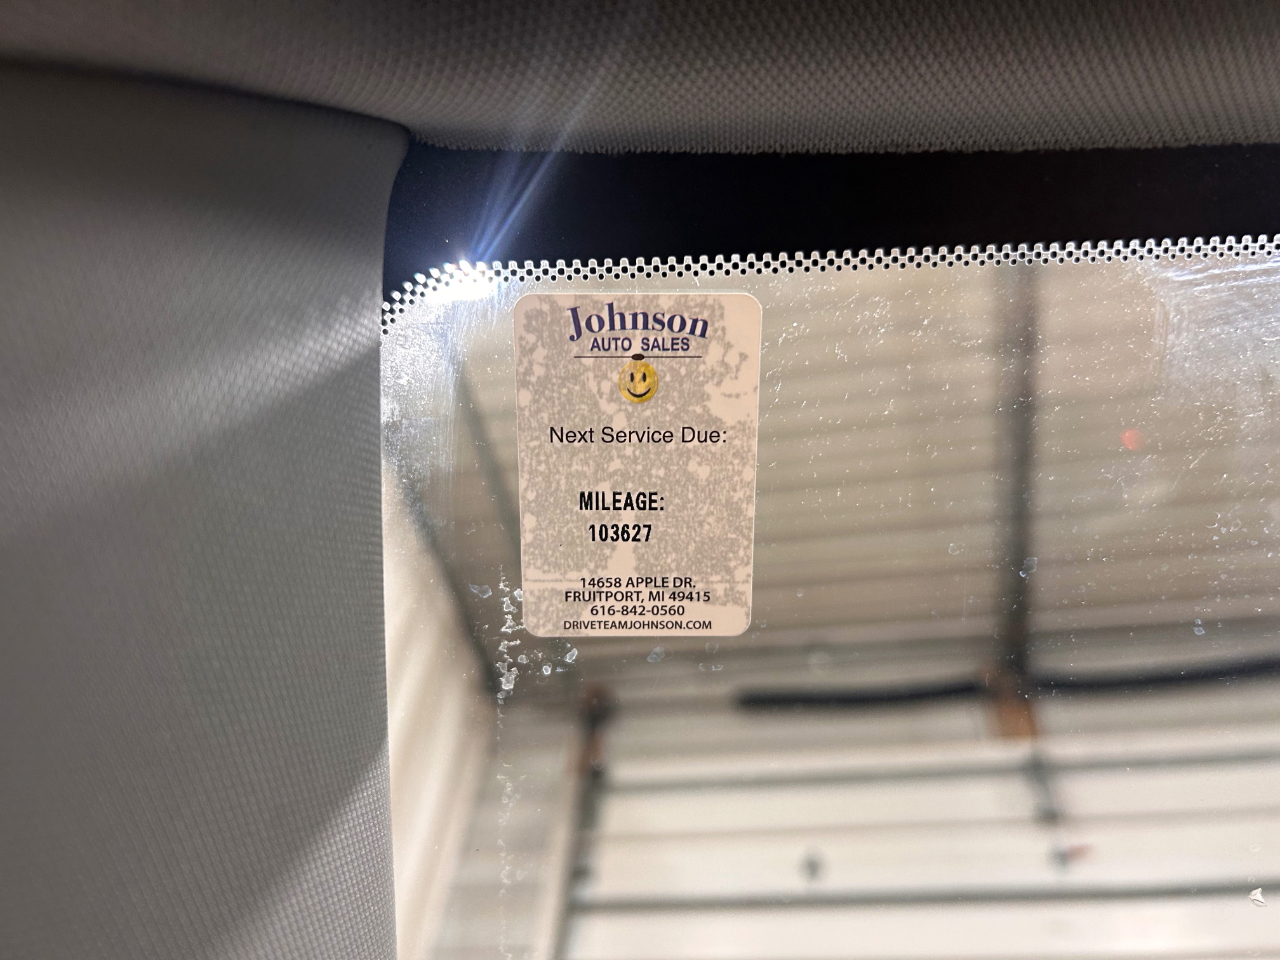 Johnson
AUTO SALES
Next Service Due:
MILEAGE:
103627
14658 APPLE DR.
FRUITPORT, MI 49415
616-842-0560
DRIVETEAMJOHNSON.COM